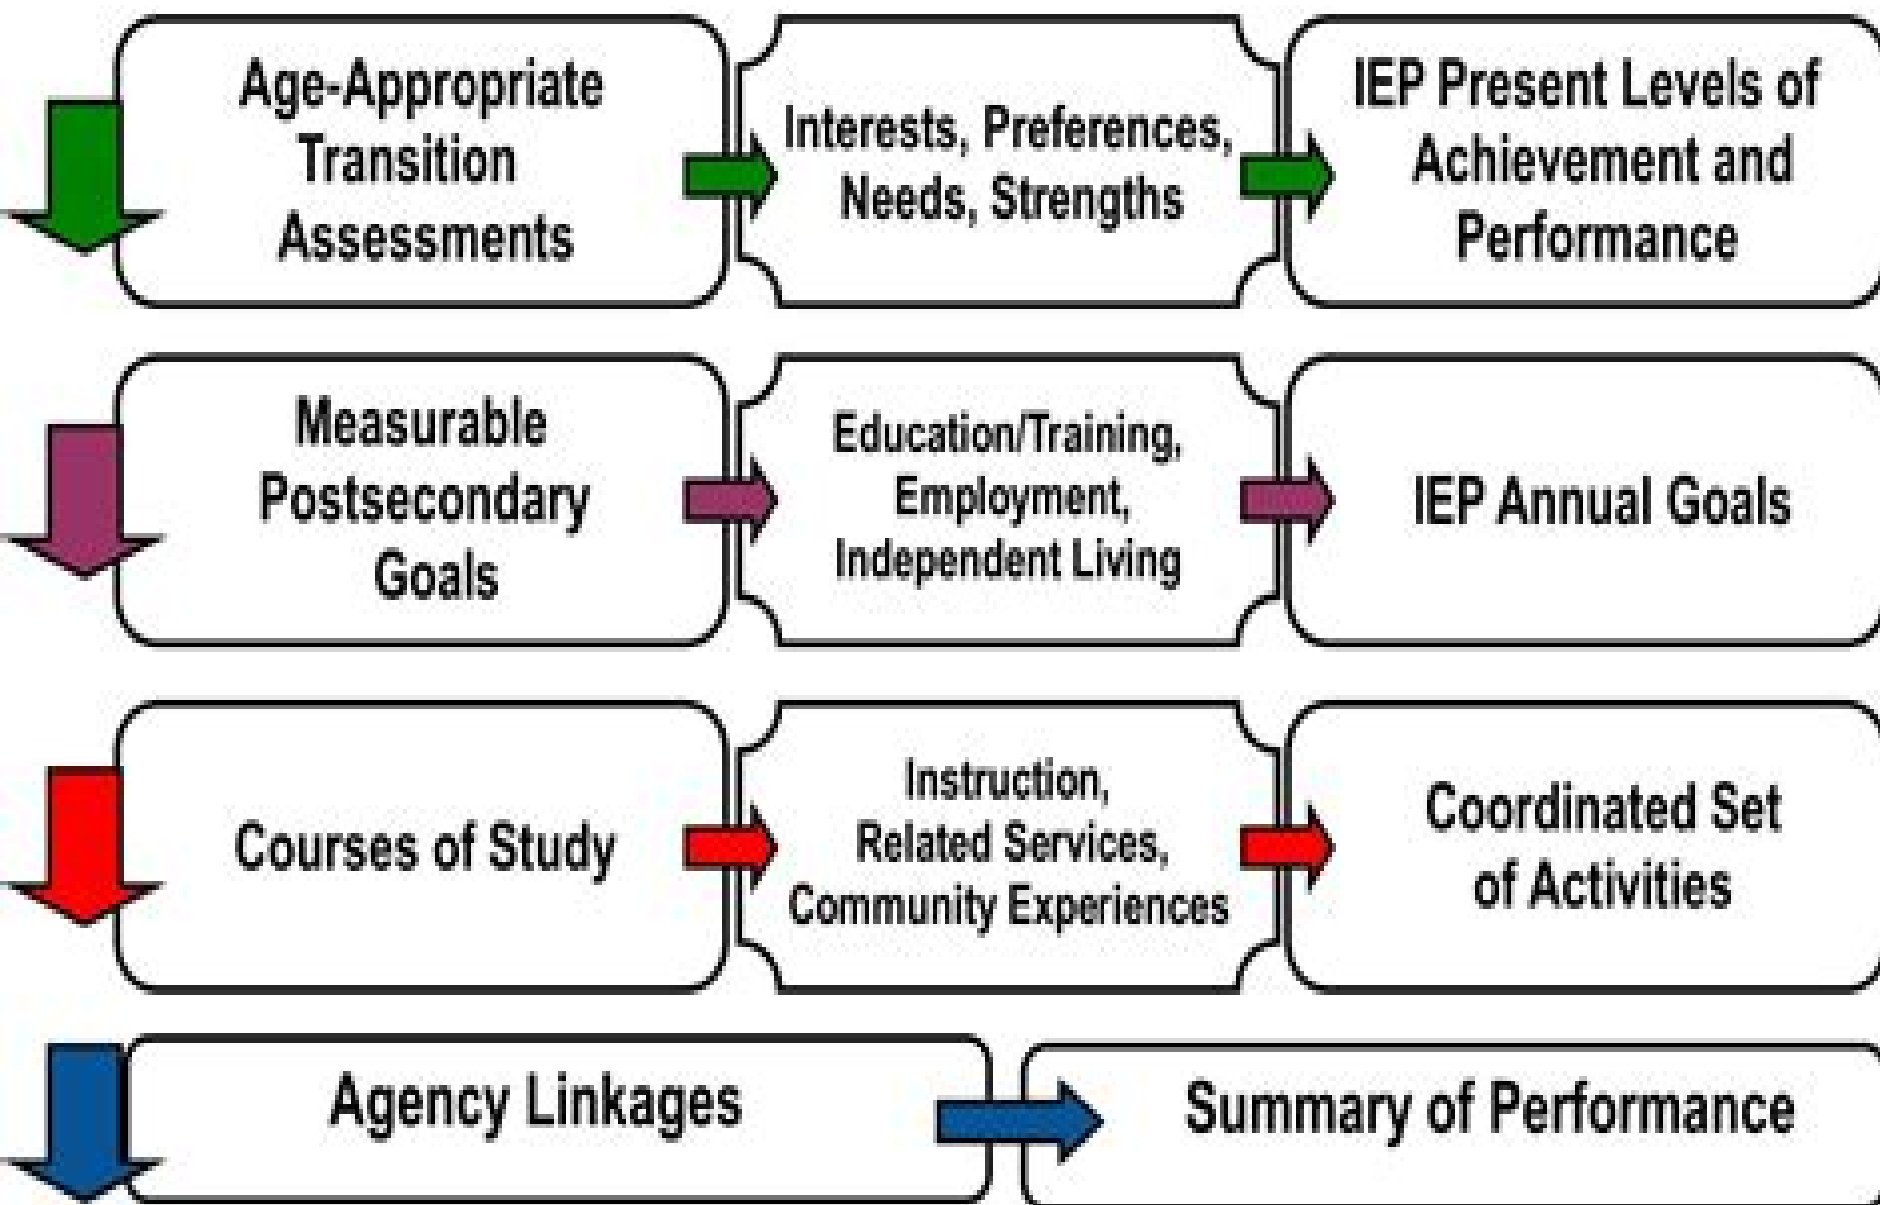 Age-Appropriate
Transition
Assessments
Interests, Preferences,
Needs, Strengths
IEP Present Levels of
Achievement and
Performance
Measurable
Postsecondary
Goals
Education/Training,
Employment,
Independent Living
IEP Annual Goals
Courses of Study
Instruction,
Related Services,
Community Experiences
Coordinated Set
of Activities
Agency Linkages
Summary of Performance